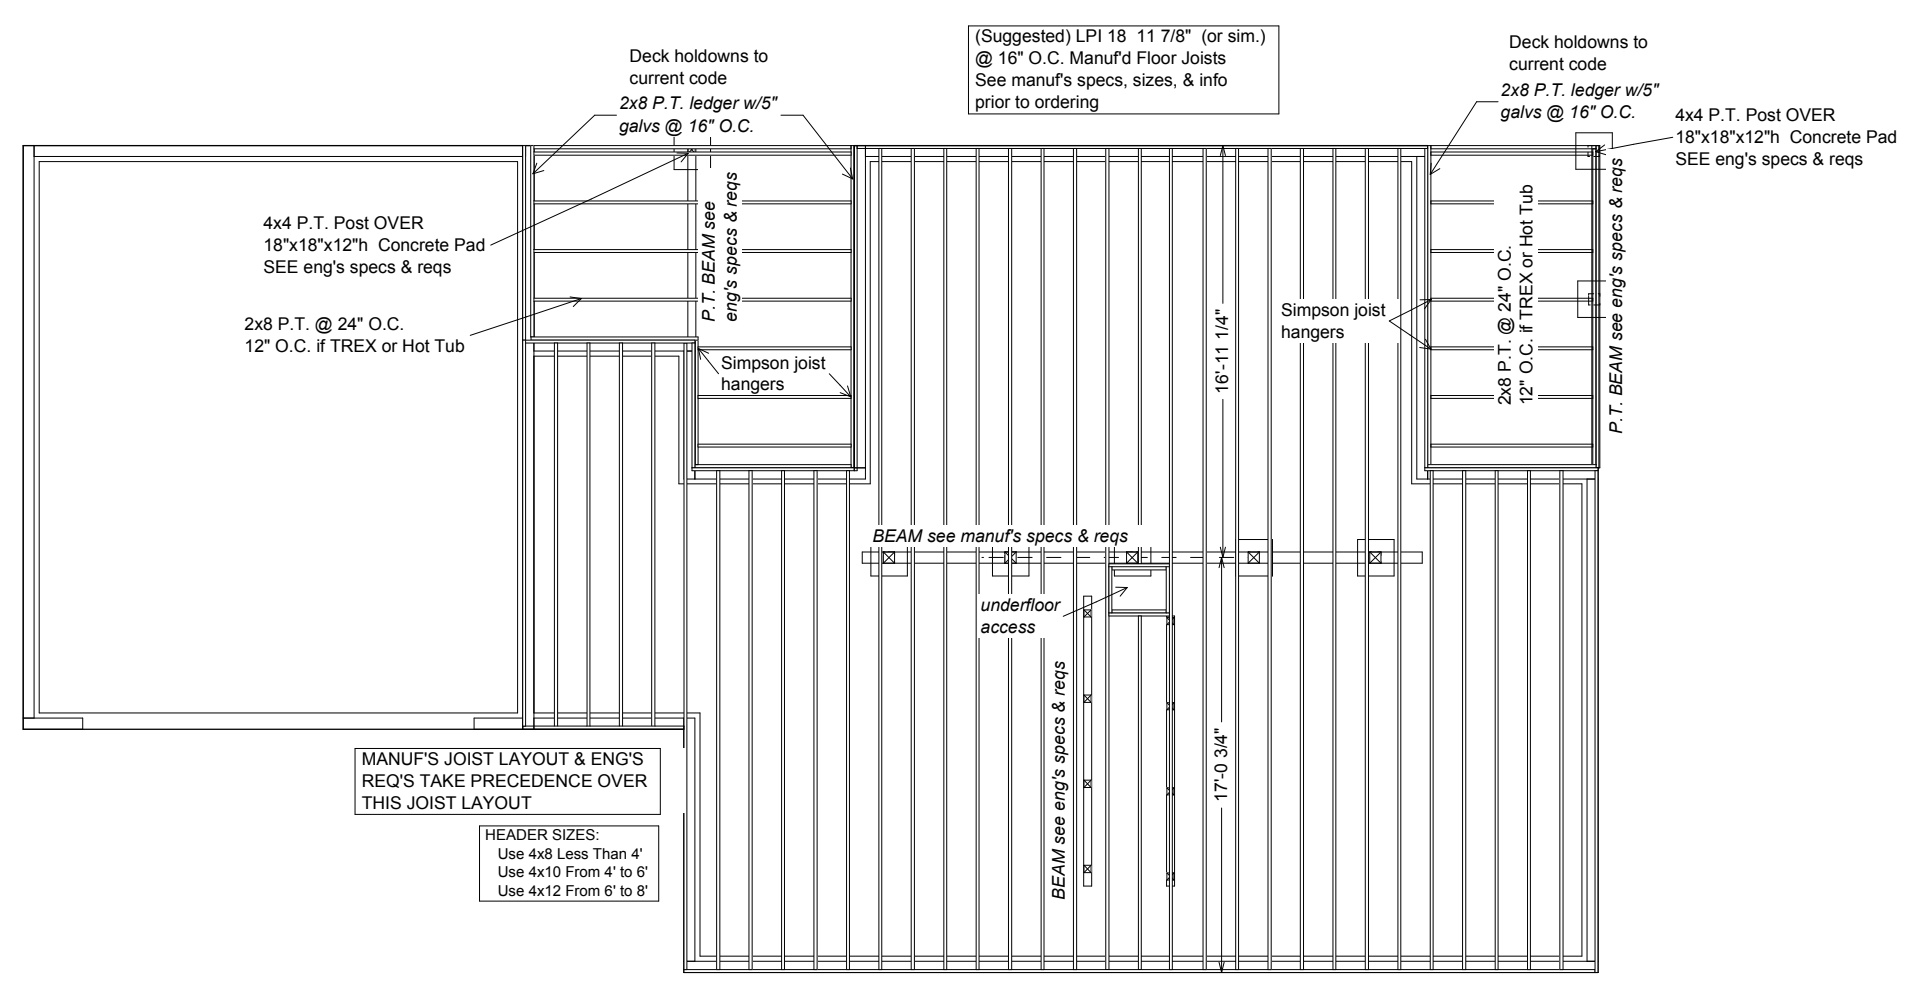 (Suggested) LPI 18 11 7/8" (or sim.)
@ 16" O.C. Manuf'd Floor Joists
See manuf's specs, sizes, & info
prior to ordering
Deck holdowns to
current code
2x8 P.T. ledger w/5"
galvs @ 16" O.C.
Deck holdowns to
current code
2x8 P.T. ledger w/5"
galvs @ 16" O.C.
4x4 P.T. Post OVER
18"x18"x12"h Concrete Pad
SEE eng's specs & reqs
4x4 P.T. Post OVER
18"x18"x12"h Concrete Pad
SEE eng's specs & reqs
P.T. BEAM see
eng's specs & reqs
2x8 P.T. @ 24" O.C.
12" O.C. if TREX or Hot Tub
Simpson joist
hangers
16'-11 1/4"
Simpson joist
hangers
2x8 P.T. @ 24" O.C.
12" O.C. if TREX or Hot Tub
P.T. BEAM see eng's specs & reqs
BEAM see manuf's specs & reqs
underfloor
access
BEAM see eng's specs & reqs
17'-0 3/4"
MANUF'S JOIST LAYOUT & ENG'S
REQ'S TAKE PRECEDENCE OVER
THIS JOIST LAYOUT
HEADER SIZES:
Use 4x8 Less Than 4'
Use 4x10 From 4' to 6'
Use 4x12 From 6' to 8'